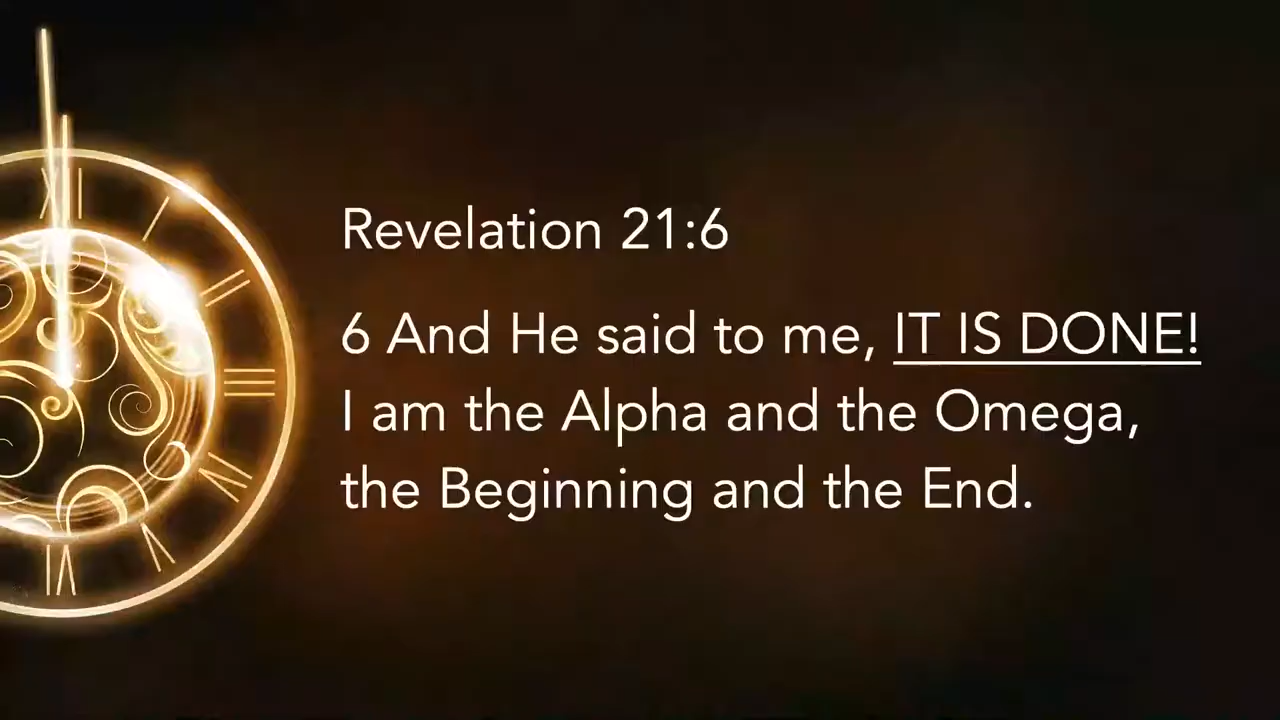 Revelation 21:6
6 And He said to me, IT IS DONE!
I am the Alpha and the Omega,
the Beginning and the End.